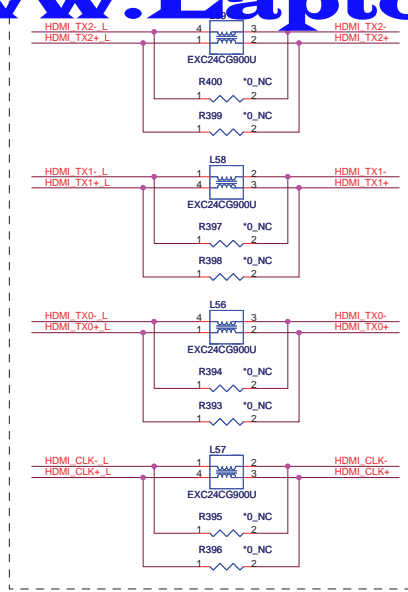 w.Lapto
HDMI_TX2-_L 4 3 HDMI_TX2-
HDMI_TX2+_L 1 2 HDMI_TX2+
EXC24CG900U
R400 *0_NC
1 2
R399 *0_NC
1 2
L58
HDMI_TX1-_L 1 2 HDMI_TX1-
HDMI_TX1+_L 4 3 HDMI_TX1+
EXC24CG900U
R397 *0_NC
1 2
R398 *0_NC
1 2
L56
HDMI_TX0-_L 4 3 HDMI_TX0-
HDMI_TX0+_L 1 2 HDMI_TX0+
EXC24CG900U
R394 *0_NC
1 2
R393 *0_NC
1 2
L57
HDMI_CLK-_L 1 2 HDMI_CLK-
HDMI_CLK+_L 4 3 HDMI_CLK+
EXC24CG900U
R395 *0_NC
1 2
R396 *0_NC
1 2